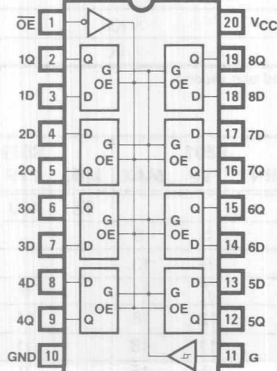 OE 1 20 VCC
1Q 2 Q Q 19 8Q
G G
1D 3 D OE OE D 18 8D
2D 4 D D 17 7D
G G
2Q 5 Q OE OE Q 16 7Q
3Q 6 Q Q 15 6Q
G G
3D 7 D OE OE D 14 6D
4D 8 D D 13 5D
G G
4Q 9 Q OE OE Q 12 5Q
GND 10 11 G